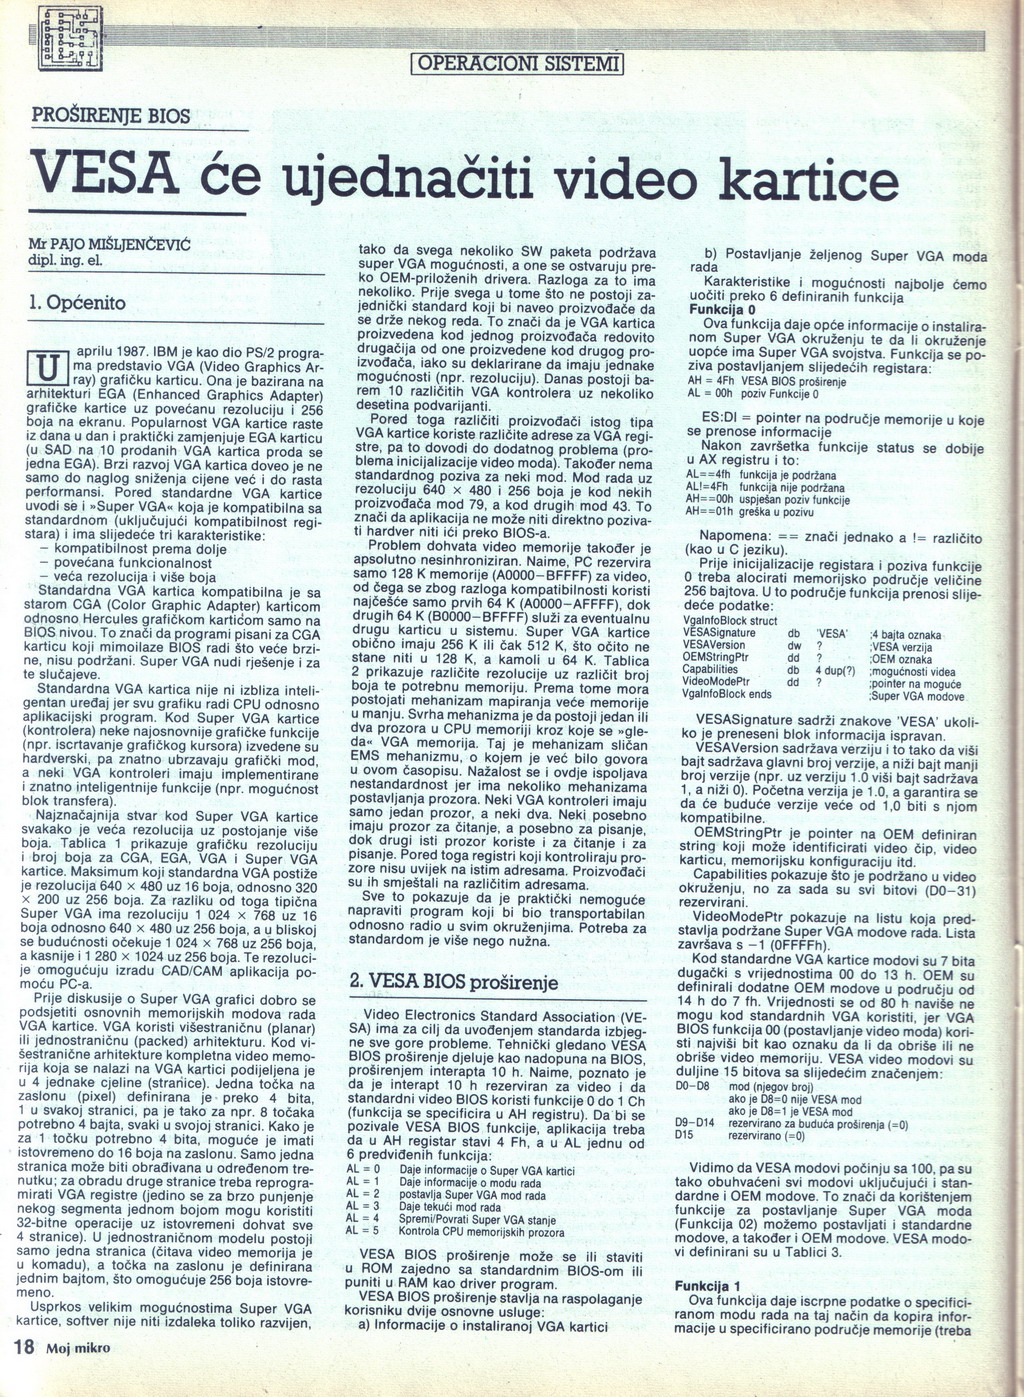 OPERACIONI SISTEMI
PROŠIRENJE BIOS
VESA će ujednačiti video kartice
Mr PAJO MIŠLJENČEVIĆ
dipl. ing. el.
1. Općenito
U aprilu 1987. IBM je kao dio PS/2 progra-
ma predstavio VGA (Video Graphics Ar-
ray) grafičku karticu. Ona je bazirana na
arhitekturi EGA (Enhanced Graphics Adapter)
grafičke kartice uz povećanu rezoluciju i 256
boja na ekranu. Popularnost VGA kartice raste
iz dana u dan i praktički zamjenjuje EGA karticu
(u SAD na 10 prodanih VGA kartica proda se
jedna EGA). Brzi razvoj VGA kartica doveo je ne
samo do naglog sniženja cijene već i do rasta
performansi. Pored standardne VGA kartice
uvodi se i »Super VGA« koja je kompatibilna sa
standardnom (uključujući kompatibilnost regi-
stara) i ima slijedeće tri karakteristike:
– kompatibilnost prema dolje
– povećana funkcionalnost
– veća rezolucija i više boja
Standardna VGA kartica kompatibilna je sa
starom CGA (Color Graphic Adapter) karticom
odnosno Hercules grafičkom karticom samo na
BIOS nivou. To znači da programi pisani za CGA
karticu koji mimoilaze BIOS radi što veće brzi-
ne, nisu podržani. Super VGA nudi rješenje i za
te slučajeve.
Standardna VGA kartica nije ni izbliza inteli-
gentan uređaj jer svu grafiku radi CPU odnosno
aplikacijski program. Kod Super VGA kartice
(kontrolera) neke najosnovnije grafičke funkcije
(npr. iscrtavanje grafičkog kursora) izvedene su
hardverski, pa znatno ubrzavaju grafički mod,
a neki VGA kontroleri imaju implementirane
i znatno inteligentnije funkcije (npr. mogućnost
blok transfera).
Najznačajnija stvar kod Super VGA kartice
svakako je veća rezolucija uz postojanje više
boja. Tablica 1 prikazuje grafičku rezoluciju
i broj boja za CGA, EGA, VGA i Super VGA
kartice. Maksimum koji standardna VGA postiže
je rezolucija 640 × 480 uz 16 boja, odnosno 320
× 200 uz 256 boja. Za razliku od toga tipična
Super VGA ima rezoluciju 1 024 × 768 uz 16
boja odnosno 640 × 480 uz 256 boja, a u bliskoj
se budućnosti očekuje 1 024 × 768 uz 256 boja,
a kasnije i 1 280 × 1024 uz 256 boja. Te rezoluci-
je omogućuju izradu CAD/CAM aplikacija po-
moću PC-a.
Prije diskusije o Super VGA grafici dobro se
podsjetiti osnovnih memorijskih modova rada
VGA kartice. VGA koristi višestraničnu (planar)
ili jednostraničnu (packed) arhitekturu. Kod vi-
šestranične arhitekture kompletna video memo-
rija koja se nalazi na VGA kartici podijeljena je
u 4 jednake cjeline (stranice). Jedna točka na
zaslonu (pixel) definirana je preko 4 bita,
1 u svakoj stranici, pa je tako za npr. 8 točaka
potrebno 4 bajta, svaki u svojoj stranici. Kako je
za 1 točku potrebno 4 bita, moguće je imati
istovremeno do 16 boja na zaslonu. Samo jedna
stranica može biti obrađivana u određenom tre-
nutku; za obradu druge stranice treba reprogra-
mirati VGA registre (jedino se za brzo punjenje
nekog segmenta jednom bojom mogu koristiti
32-bitne operacije uz istovremeni dohvat sve
4 stranice). U jednostraničnom modelu postoji
samo jedna stranica (čitava video memorija je
u komadu), a točka na zaslonu je definirana
jednim bajtom, što omogućuje 256 boja istovre-
meno.
Usprkos velikim mogućnostima Super VGA
kartice, softver nije niti izdaleka toliko razvijen,
tako da svega nekoliko SW paketa podržava
super VGA mogućnosti, a one se ostvaruju pre-
ko OEM-priloženih drivera. Razloga za to ima
nekoliko. Prije svega u tome što ne postoji za-
jednički standard koji bi naveo proizvođače da
se drže nekog reda. To znači da je VGA kartica
proizvedena kod jednog proizvođača redovito
drugačija od one proizvedene kod drugog pro-
izvođača, iako su deklarirane da imaju jednake
mogućnosti (npr. rezoluciju). Danas postoji ba-
rem 10 različitih VGA kontrolera uz nekoliko
desetina podvarijanti.
Pored toga različiti proizvođači istog tipa
VGA kartice koriste različite adrese za VGA regi-
stre, pa to dovodi do dodatnog problema (pro-
blema inicijalizacije video moda). Također nema
standardnog poziva za neki mod. Mod rada uz
rezoluciju 640 × 480 i 256 boja je kod nekih
proizvođača mod 79, a kod drugih mod 43. To
znači da aplikacija ne može niti direktno poziva-
ti hardver niti ići preko BIOS-a.
Problem dohvata video memorije također je
apsolutno nesinhroniziran. Naime, PC rezervira
samo 128 K memorije (A0000–BFFFF) za video,
od čega se zbog razloga kompatibilnosti koristi
najčešće samo prvih 64 K (A0000–AFFFF), dok
drugih 64 K (B0000–BFFFF) služi za eventualnu
drugu karticu u sistemu. Super VGA kartice
obično imaju 256 K ili čak 512 K, što očito ne
stane niti u 128 K, a kamoli u 64 K. Tablica
2 prikazuje različite rezolucije uz različit broj
boja te potrebnu memoriju. Prema tome mora
postojati mehanizam mapiranja veće memorije
u manju. Svrha mehanizma je da postoji jedan ili
dva prozora u CPU memoriji kroz koje se »gle-
da« VGA memorija. Taj je mehanizam sličan
EMS mehanizmu, o kojem je već bilo govora
u ovom časopisu. Nažalost se i ovdje ispoljava
nestandardnost jer ima nekoliko mehanizama
postavljanja prozora. Neki VGA kontroleri imaju
samo jedan prozor, a neki dva. Neki posebno
imaju prozor za čitanje, a posebno za pisanje,
dok drugi isti prozor koriste i za čitanje i za
pisanje. Pored toga registri koji kontroliraju pro-
zore nisu uvijek na istim adresama. Proizvođači
su ih smještali na različitim adresama.
Sve to pokazuje da je praktički nemoguće
napraviti program koji bi bio transportabilan
odnosno radio u svim okruženjima. Potreba za
standardom je više nego nužna.
2. VESA BIOS proširenje
Video Electronics Standard Association (VE-
SA) ima za cilj da uvođenjem standarda izbjeg-
ne sve gore probleme. Tehnički gledano VESA
BIOS proširenje djeluje kao nadopuna na BIOS,
proširenjem interapta 10 h. Naime, poznato je
da je interapt 10 h rezerviran za video i da
standardni video BIOS koristi funkcije 0 do 1 Ch
(funkcija se specificira u AH registru). Da bi se
pozivale VESA BIOS funkcije, aplikacija treba
da u AH registar stavi 4 Fh, a u AL jednu od
6 predviđenih funkcija:
AL = 0 Daje informacije o Super VGA kartici
AL = 1 Daje informacije o modu rada
AL = 2 postavlja Super VGA mod rada
AL = 3 Daje tekući mod rada
AL = 4 Spremi/Povrati Super VGA stanje
AL = 5 Kontrola CPU memorijskih prozora
VESA BIOS proširenje može se ili staviti
u ROM zajedno sa standardnim BIOS-om ili
puniti u RAM kao driver program.
VESA BIOS proširenje stavlja na raspolaganje
korisniku dvije osnovne usluge:
a) Informacije o instaliranoj VGA kartici
b) Postavljanje željenog Super VGA moda
rada
Karakteristike i mogućnosti najbolje ćemo
uočiti preko 6 definiranih funkcija
Funkcija 0
Ova funkcija daje opće informacije o instalira-
nom Super VGA okruženju te da li okruženje
uopće ima Super VGA svojstva. Funkcija se po-
ziva postavljanjem slijedećih registara:
AH = 4Fh VESA BIOS proširenje
AL = 00h poziv Funkcije 0
ES:DI = pointer na područje memorije u koje
se prenose informacije
Nakon završetka funkcije status se dobije
u AX registru i to:
AL==4fh funkcija je podržana
AL!=4Fh funkcija nije podržana
AH==00h uspješan poziv funkcije
AH==01h greška u pozivu
Napomena: == znači jednako a != različito
(kao u C jeziku).
Prije inicijalizacije registara i poziva funkcije
0 treba alocirati memorijsko područje veličine
256 bajtova. U to područje funkcija prenosi slije-
deće podatke:
VgaInfoBlock struct
VESASignature db 'VESA' ;4 bajta oznaka
VESAVersion dw ? ;VESA verzija
OEMStringPtr dd ? ;OEM oznaka
Capabilities db 4 dup(?) ;mogućnosti videa
VideoModePtr dd ? ;pointer na moguće
VgaInfoBlock ends ;Super VGA modove
VESASignature sadrži znakove 'VESA' ukoli-
ko je preneseni blok informacija ispravan.
VESAVersion sadržava verziju i to tako da viši
bajt sadržava glavni broj verzije, a niži bajt manji
broj verzije (npr. uz verziju 1.0 viši bajt sadržava
1, a niži 0). Početna verzija je 1.0, a garantira se
da će buduće verzije veće od 1,0 biti s njom
kompatibilne.
OEMStringPtr je pointer na OEM definiran
string koji može identificirati video čip, video
karticu, memorijsku konfiguraciju itd.
Capabilities pokazuje što je podržano u video
okruženju, no za sada su svi bitovi (D0–31)
rezervirani.
VideoModePtr pokazuje na listu koja pred-
stavlja podržane Super VGA modove rada. Lista
završava s –1 (0FFFFh).
Kod standardne VGA kartice modovi su 7 bita
dugački s vrijednostima 00 do 13 h. OEM su
definirali dodatne OEM modove u području od
14 h do 7 fh. Vrijednosti se od 80 h naviše ne
mogu kod standardnih VGA koristiti, jer VGA
BIOS funkcija 00 (postavljanje video moda) kori-
sti najviši bit kao oznaku da li da obriše ili ne
obriše video memoriju. VESA video modovi su
duljine 15 bitova sa slijedećim značenjem:
D0–D8 mod (njegov broj)
ako je D8=0 nije VESA mod
ako je D8=1 je VESA mod
D9–D14 rezervirano za buduća proširenja (=0)
D15 rezervirano (=0)
Vidimo da VESA modovi počinju sa 100, pa su
tako obuhvaćeni svi modovi uključujući i stan-
dardne i OEM modove. To znači da korištenjem
funkcije za postavljanje Super VGA moda
(Funkcija 02) možemo postavljati i standardne
modove, a također i OEM modove. VESA modo-
vi definirani su u Tablici 3.
Funkcija 1
Ova funkcija daje iscrpne podatke o specifici-
ranom modu rada na taj način da kopira infor-
macije u specificirano područje memorije (treba
18 Moj mikro